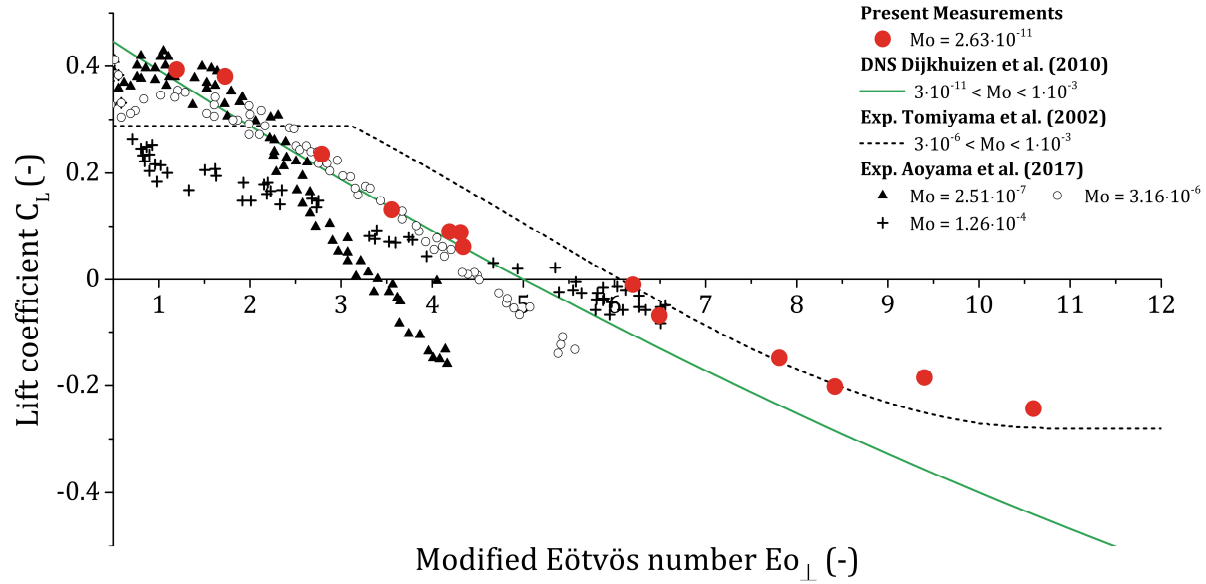 Present Measurements
Mo = 2.63·10⁻¹¹
DNS Dijkhuizen et al. (2010)
3·10⁻¹¹ < Mo < 1·10⁻³
Exp. Tomiyama et al. (2002)
3·10⁻⁶ < Mo < 1·10⁻³
Exp. Aoyama et al. (2017)
Mo = 2.51·10⁻⁷ Mo = 3.16·10⁻⁶
Mo = 1.26·10⁻⁴
Lift coefficient C_L (-)
0.4
0.2
0
-0.2
-0.4
1 2 3 4 5 6 7 8 9 10 11 12
Modified Eötvös number Eo_⊥ (-)